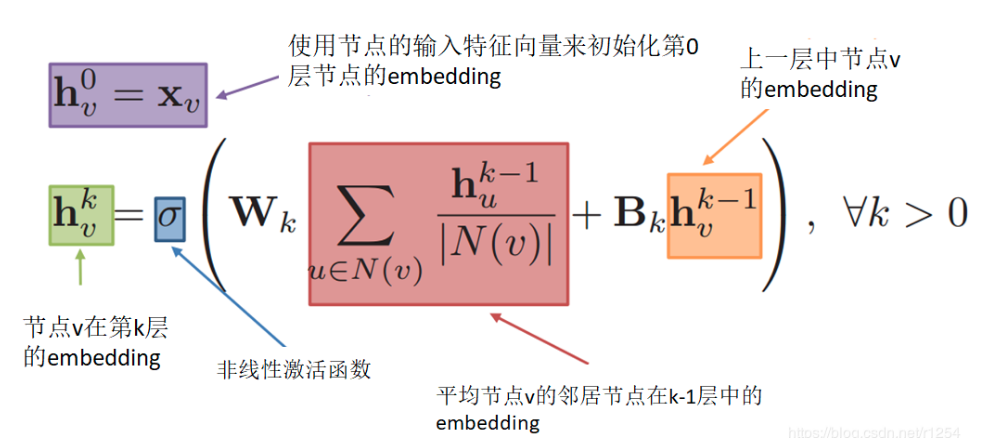 使用节点的输入特征向量来初始化第0
层节点的embedding
上一层中节点v
的embedding
h_v^0 = x_v
h_v^k = σ ( W_k ∑_{u∈N(v)} h_u^{k−1} / |N(v)| + B_k h_v^{k−1} ) , ∀k > 0
节点v在第k层
的embedding
非线性激活函数
平均节点v的邻居节点在k-1层中的
embedding
https://blog.csdn.net/r1254